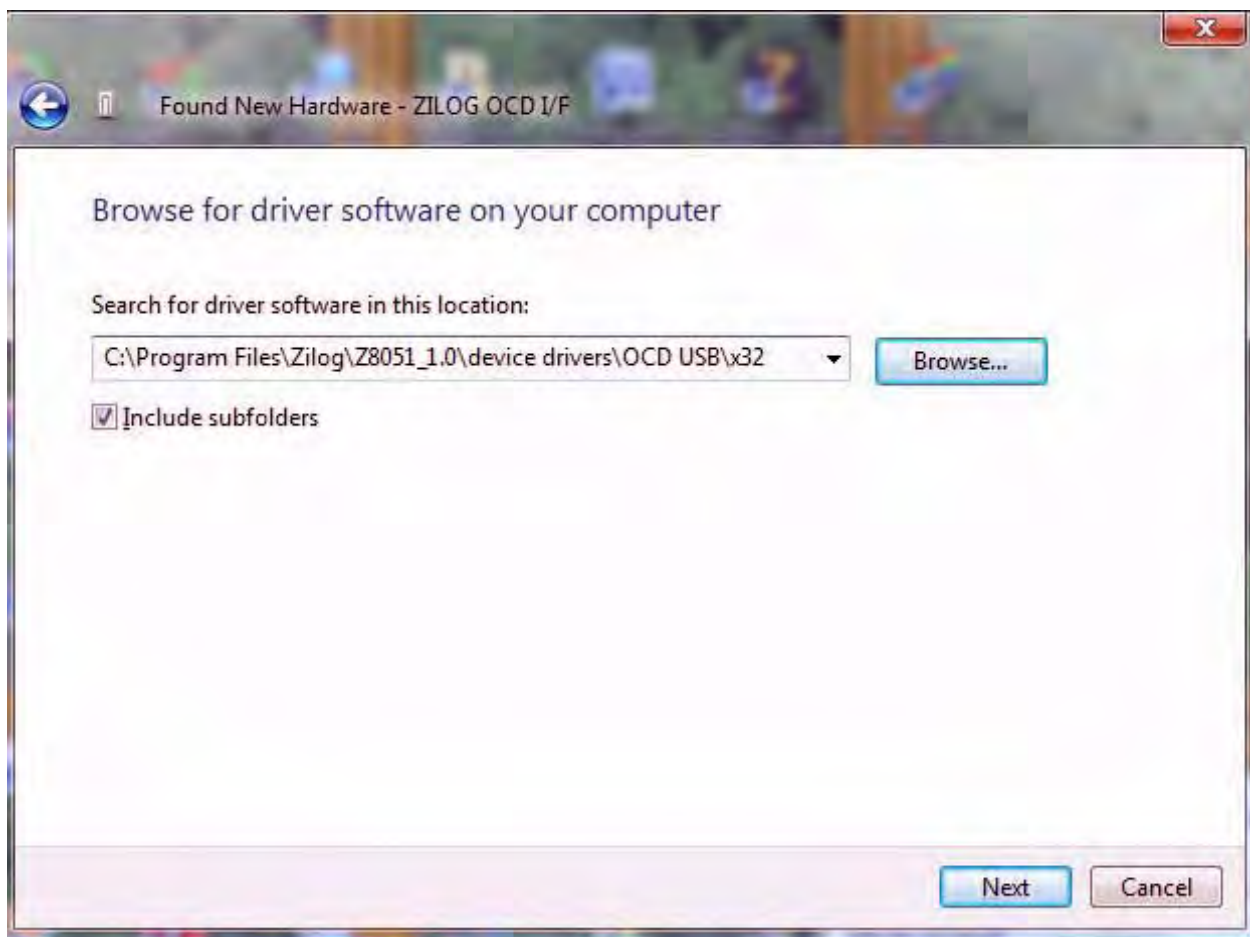 Found New Hardware - ZILOG OCD I/F
Browse for driver software on your computer
Search for driver software in this location:
C:\Program Files\Zilog\Z8051_1.0\device drivers\OCD USB\x32
Browse...
Include subfolders
Next
Cancel